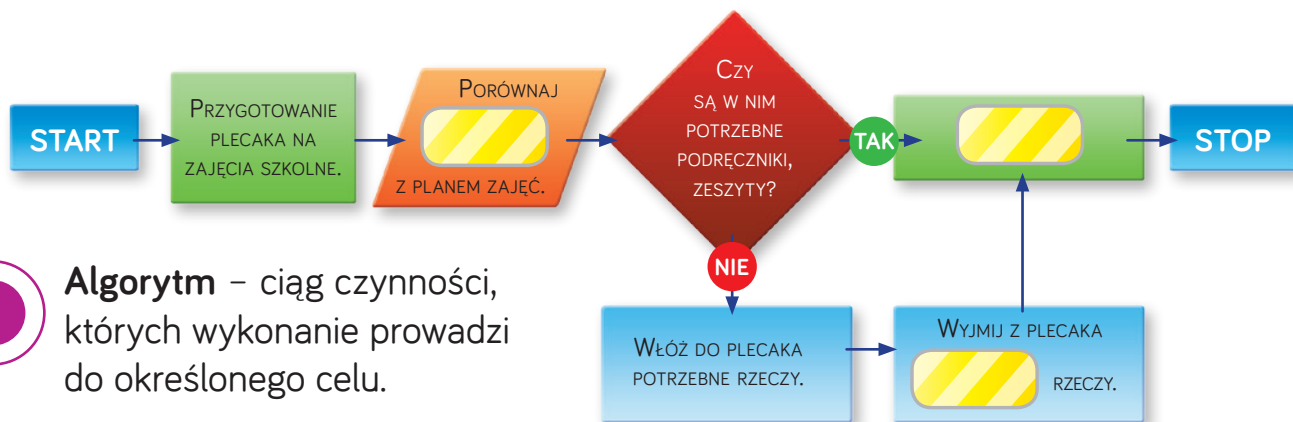 START
Przygotowanie
plecaka na
zajęcia szkolne.
Porównaj
z planem zajęć.
Czy
są w nim
potrzebne
podręczniki,
zeszyty?
TAK
STOP
NIE
Włóż do plecaka
potrzebne rzeczy.
Wyjmij z plecaka
rzeczy.
Algorytm – ciąg czynności,
których wykonanie prowadzi
do określonego celu.